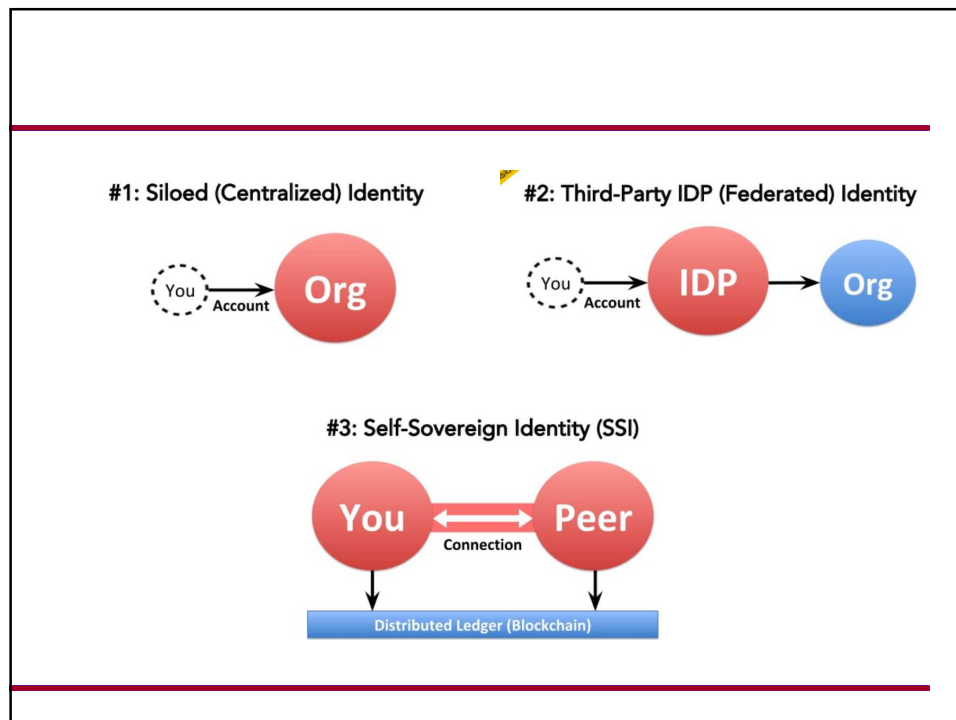 #1: Siloed (Centralized) Identity
You
Account
Org
#2: Third-Party IDP (Federated) Identity
You
Account
IDP
Org
#3: Self-Sovereign Identity (SSI)
You
Connection
Peer
Distributed Ledger (Blockchain)